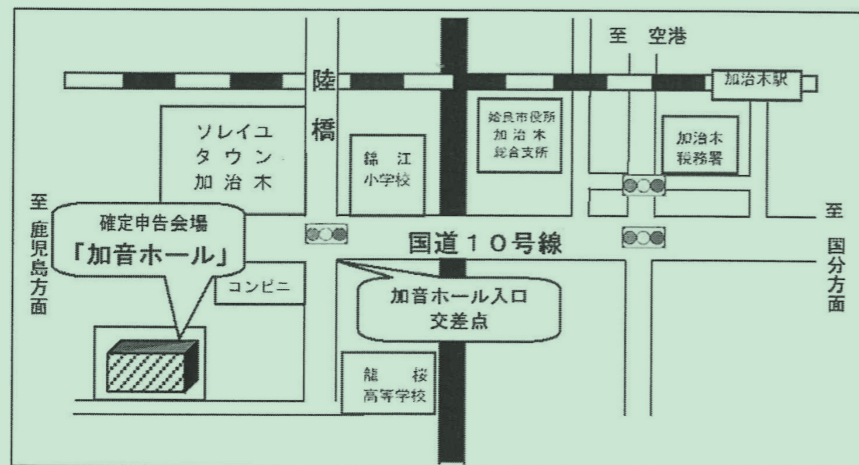 至 空港
加治木駅
陸橋
ソレイユ
タウン
加治木
錦江
小学校
姶良市役所
加治木
総合支所
加治木
税務署
至 鹿児島方面
確定申告会場
「加音ホール」
国道10号線
至 国分方面
コンビニ
加音ホール入口
交差点
龍桜
高等学校